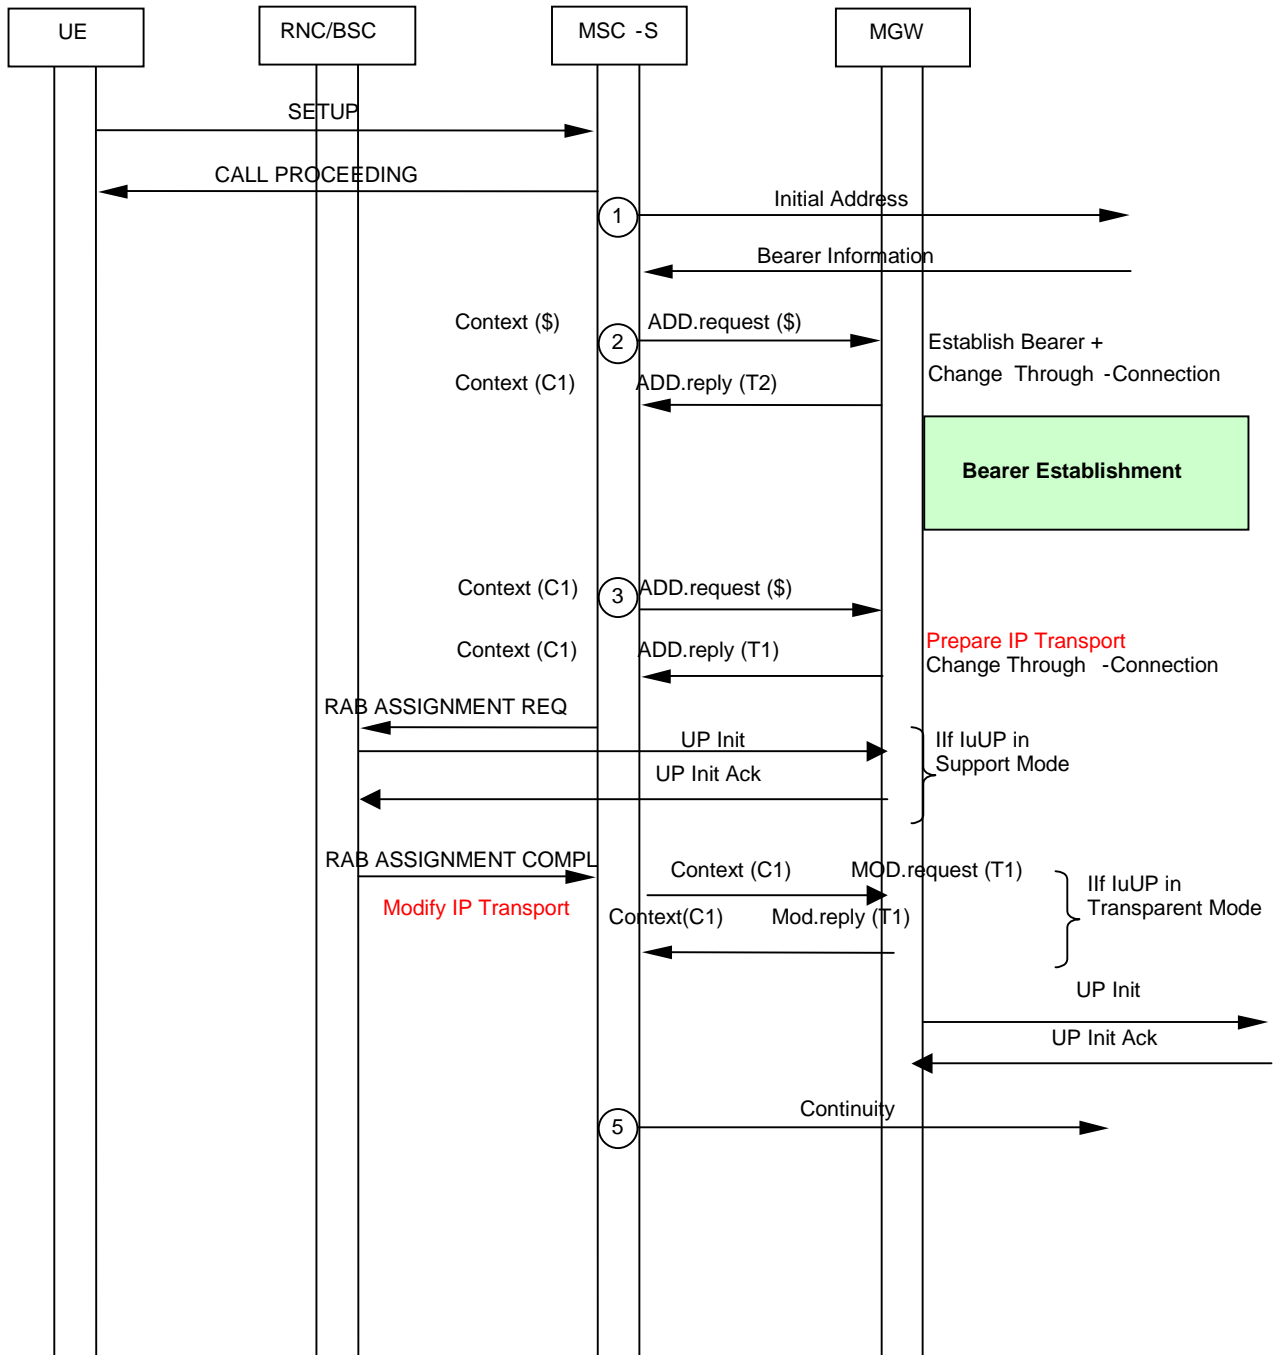 UE
RNC/BSC
MSC -S
MGW
SETUP
CALL PROCEEDING
Initial Address
1
Bearer Information
Context ($)
ADD.request ($)
2
Establish Bearer +
Change Through -Connection
Context (C1)
ADD.reply (T2)
Bearer Establishment
Context (C1)
3
ADD.request ($)
Context (C1)
ADD.reply (T1)
Prepare IP Transport
Change Through -Connection
RAB ASSIGNMENT REQ
UP Init
IIf IuUP in
Support Mode
UP Init Ack
RAB ASSIGNMENT COMPL
Context (C1)
MOD.request (T1)
IIf IuUP in
Transparent Mode
Modify IP Transport
Context(C1)
Mod.reply (T1)
UP Init
UP Init Ack
Continuity
5